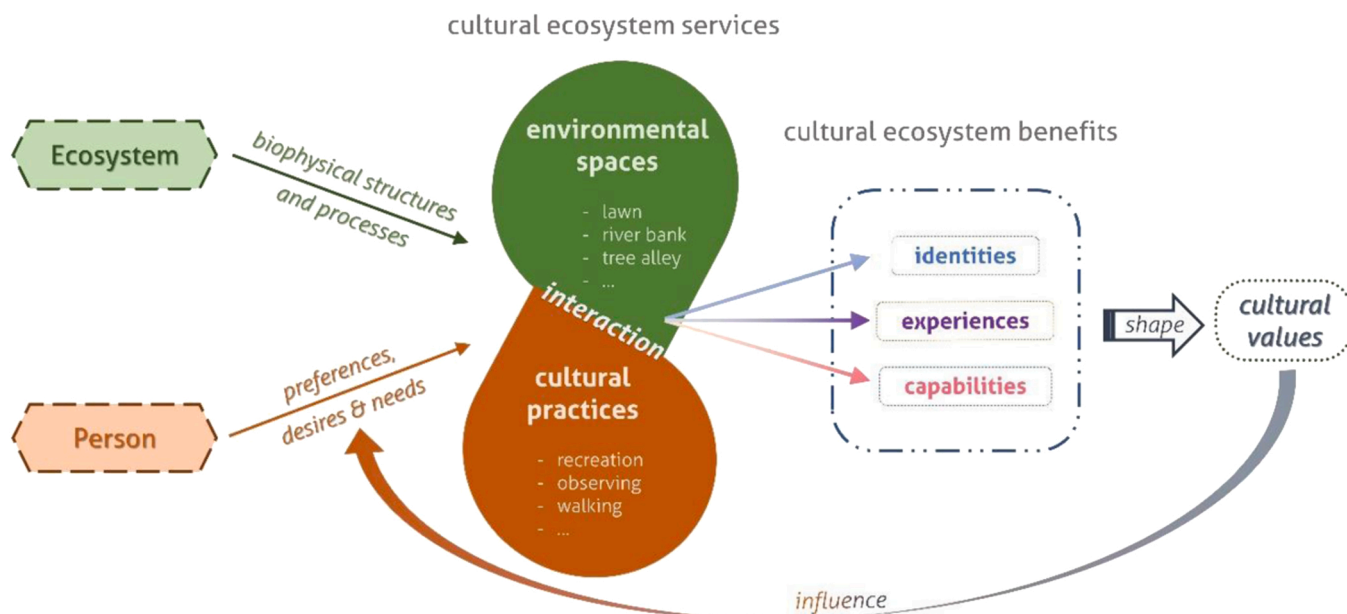 cultural ecosystem services
Ecosystem
biophysical structures
and processes
environmental
spaces
- lawn
- river bank
- tree alley
- ...
interaction
cultural
practices
- recreation
- observing
- walking
- ...
Person
preferences,
desires & needs
cultural ecosystem benefits
identities
experiences
capabilities
shape
cultural
values
influence